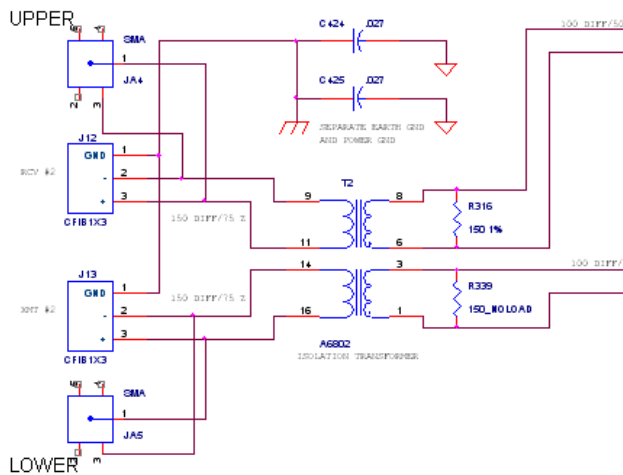 UPPER
SMA
1
JA4
2
3
C424 .027
C425 .027
SEPARATE EARTH GND
AND POWER GND
100 DIFF/50
J12
GND 1
- 2
+ 3
RCV #2
CFIB1X3
150 DIFF/75 Z
T2
9 8
11 6
R316
150 1%
J13
GND 1
- 2
+ 3
XMT #2
CFIB1X3
150 DIFF/75 Z
14 3
16 1
100 DIFF/
R339
150_NOLOAD
A6802
ISOLATION TRANSFORMER
SMA
1
JA5
3
LOWER